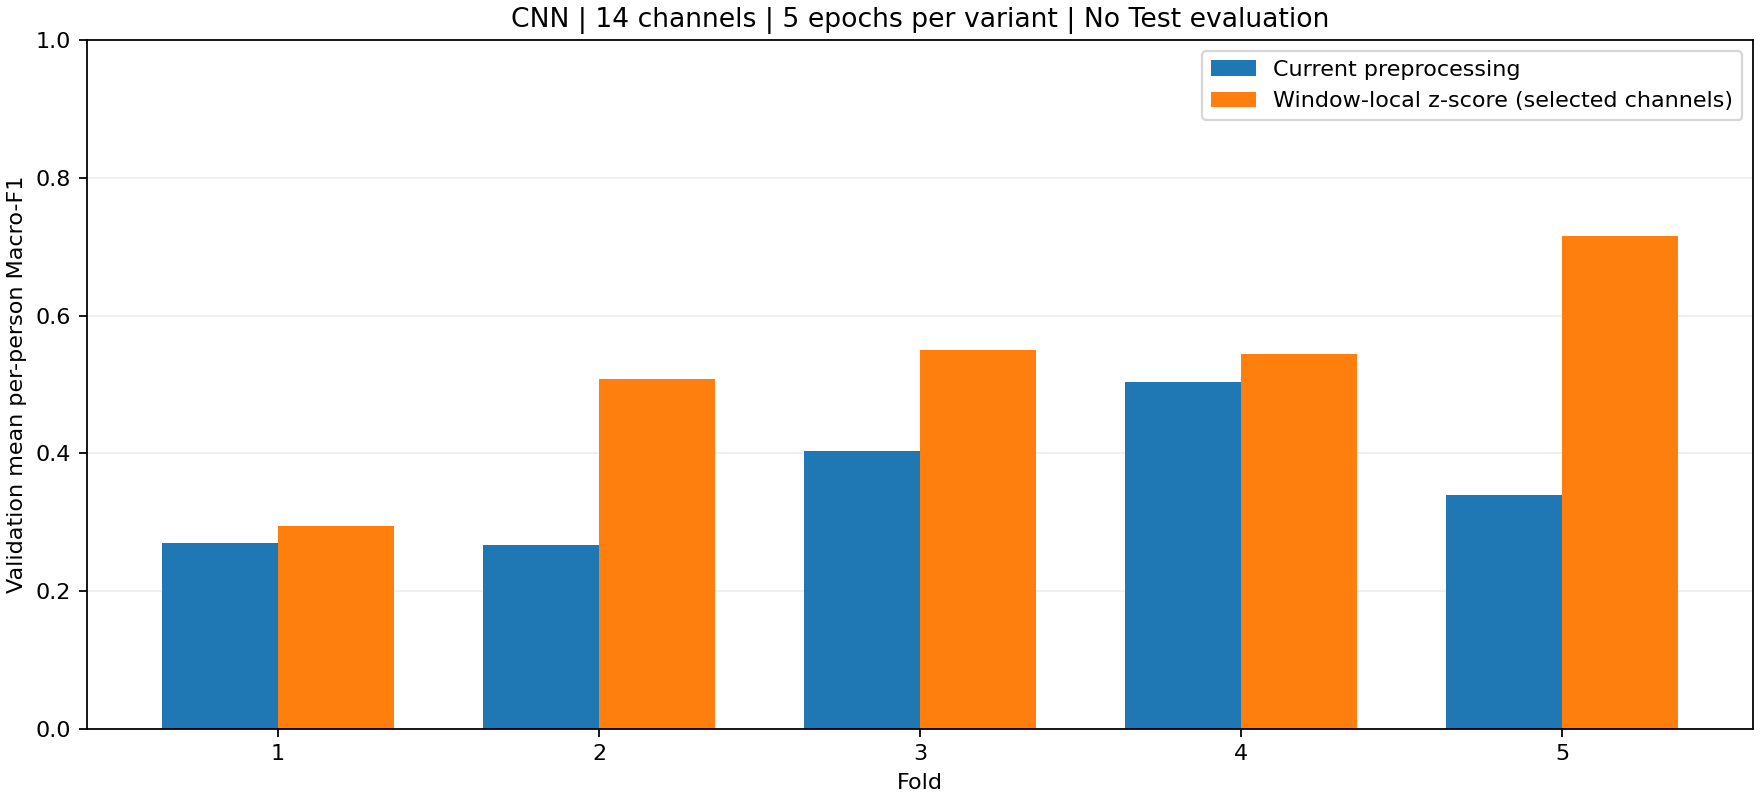 CNN | 14 channels | 5 epochs per variant | No Test evaluation
Current preprocessing
Window-local z-score (selected channels)
Validation mean per-person Macro-F1
1.0
0.8
0.6
0.4
0.2
0.0
1 2 3 4 5
Fold